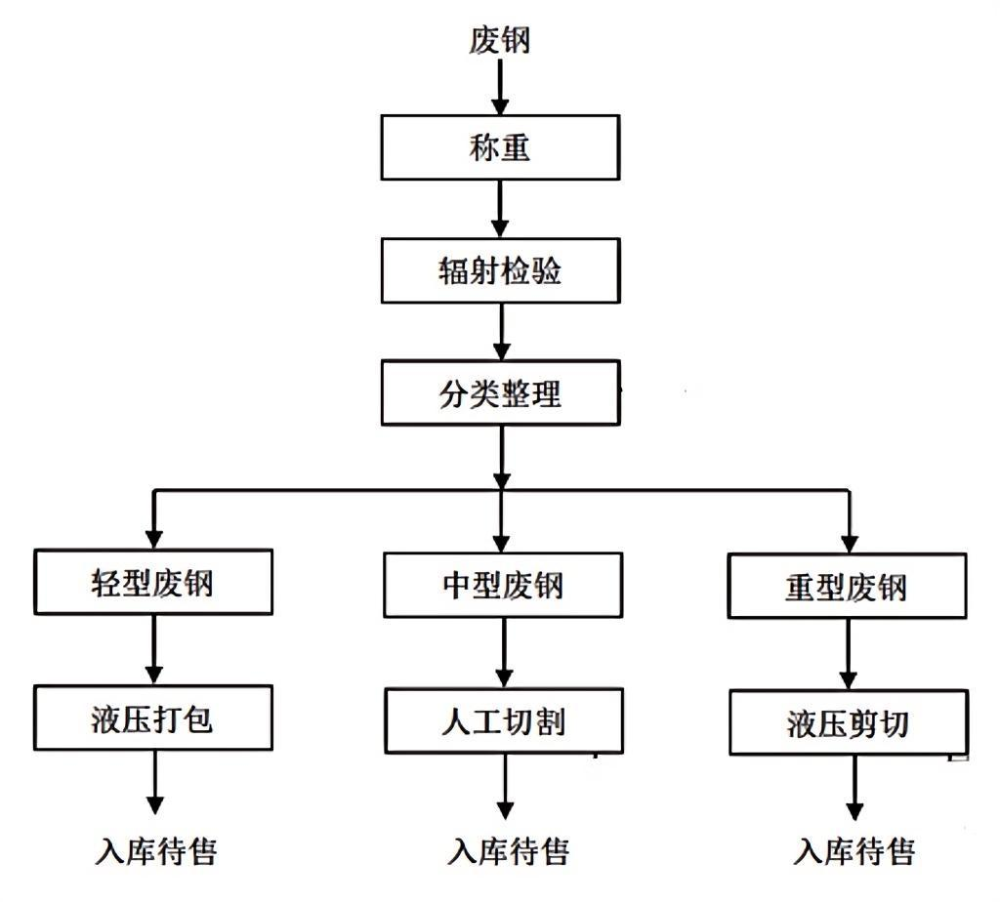 废钢
称重
辐射检验
分类整理
轻型废钢
中型废钢
重型废钢
液压打包
人工切割
液压剪切
入库待售
入库待售
入库待售